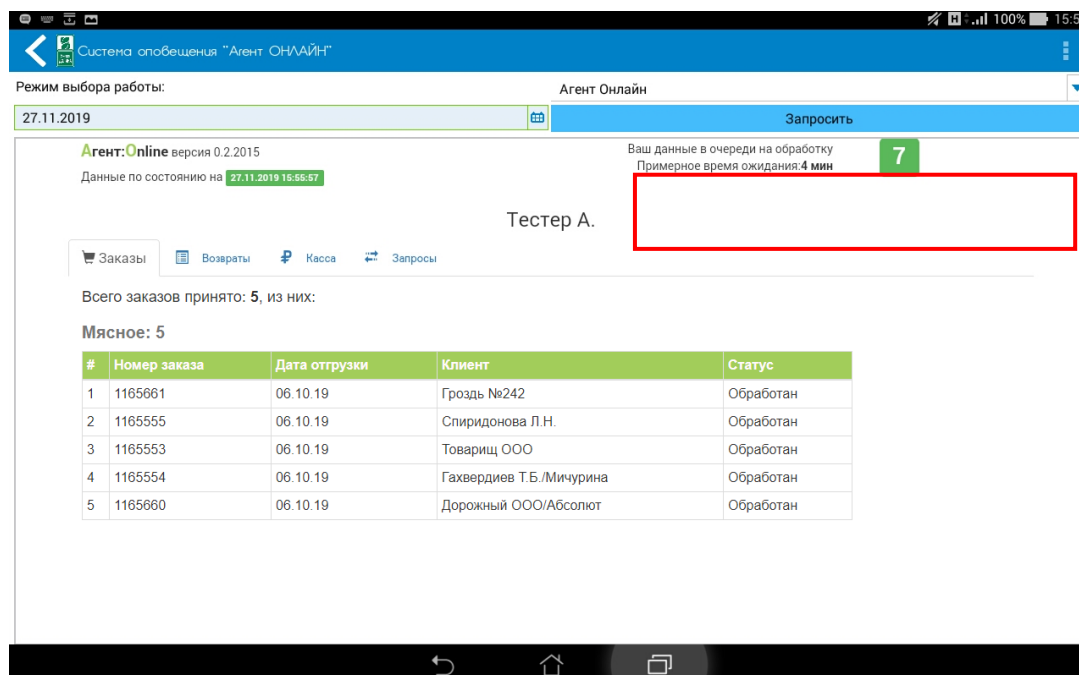 100% 15:5
Система оповещения "Агент ОНЛАЙН"
Режим выбора работы:
Агент Онлайн
27.11.2019
Запросить
Агент:Online версия 0.2.2015
Ваш данные в очереди на обработку
7
Примерное время ожидания:4 мин
Данные по состоянию на 27.11.2019 15:55:57
Тестер А.
Заказы Возвраты Касса Запросы
Всего заказов принято: 5, из них:
Мясное: 5
# Номер заказа Дата отгрузки Клиент Статус
1 1165661 06.10.19 Гроздь №242 Обработан
2 1165555 06.10.19 Спиридонова Л.Н. Обработан
3 1165553 06.10.19 Товарищ ООО Обработан
4 1165554 06.10.19 Гахвердиев Т.Б./Мичурина Обработан
5 1165660 06.10.19 Дорожный ООО/Абсолют Обработан